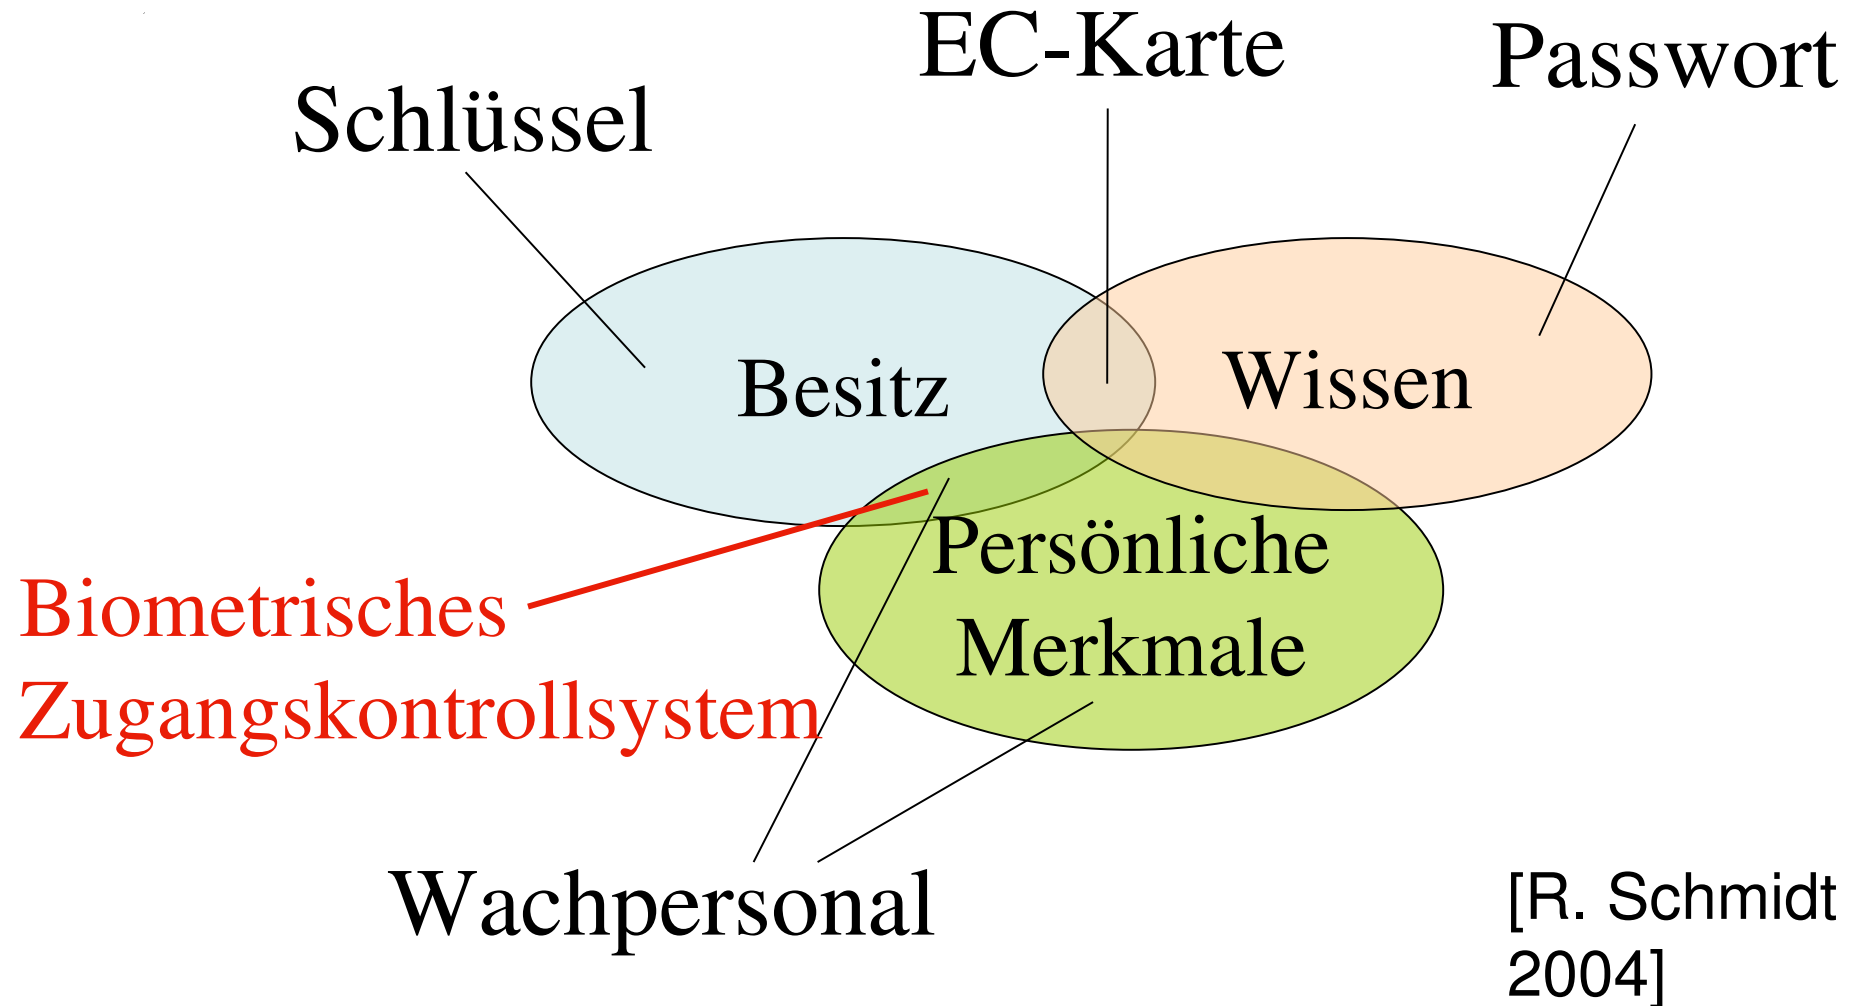 EC-Karte
Passwort
Schlüssel
Besitz
Wissen
Persönliche
Merkmale
Biometrisches
Zugangskontrollsystem
Wachpersonal
[R. Schmidt
2004]